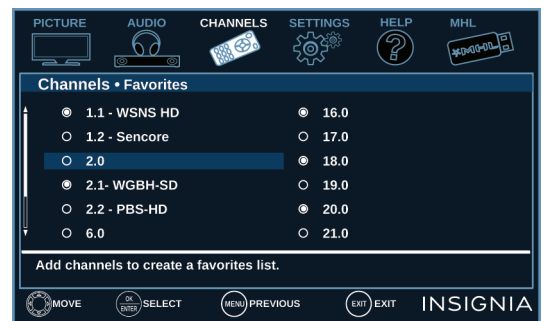 PICTURE AUDIO CHANNELS SETTINGS HELP MHL
MHL
Channels • Favorites
1.1 - WSNS HD 16.0
1.2 - Sencore 17.0
2.0 18.0
2.1- WGBH-SD 19.0
2.2 - PBS-HD 20.0
6.0 21.0
Add channels to create a favorites list.
MOVE OK ENTER SELECT MENU PREVIOUS EXIT EXIT INSIGNIA